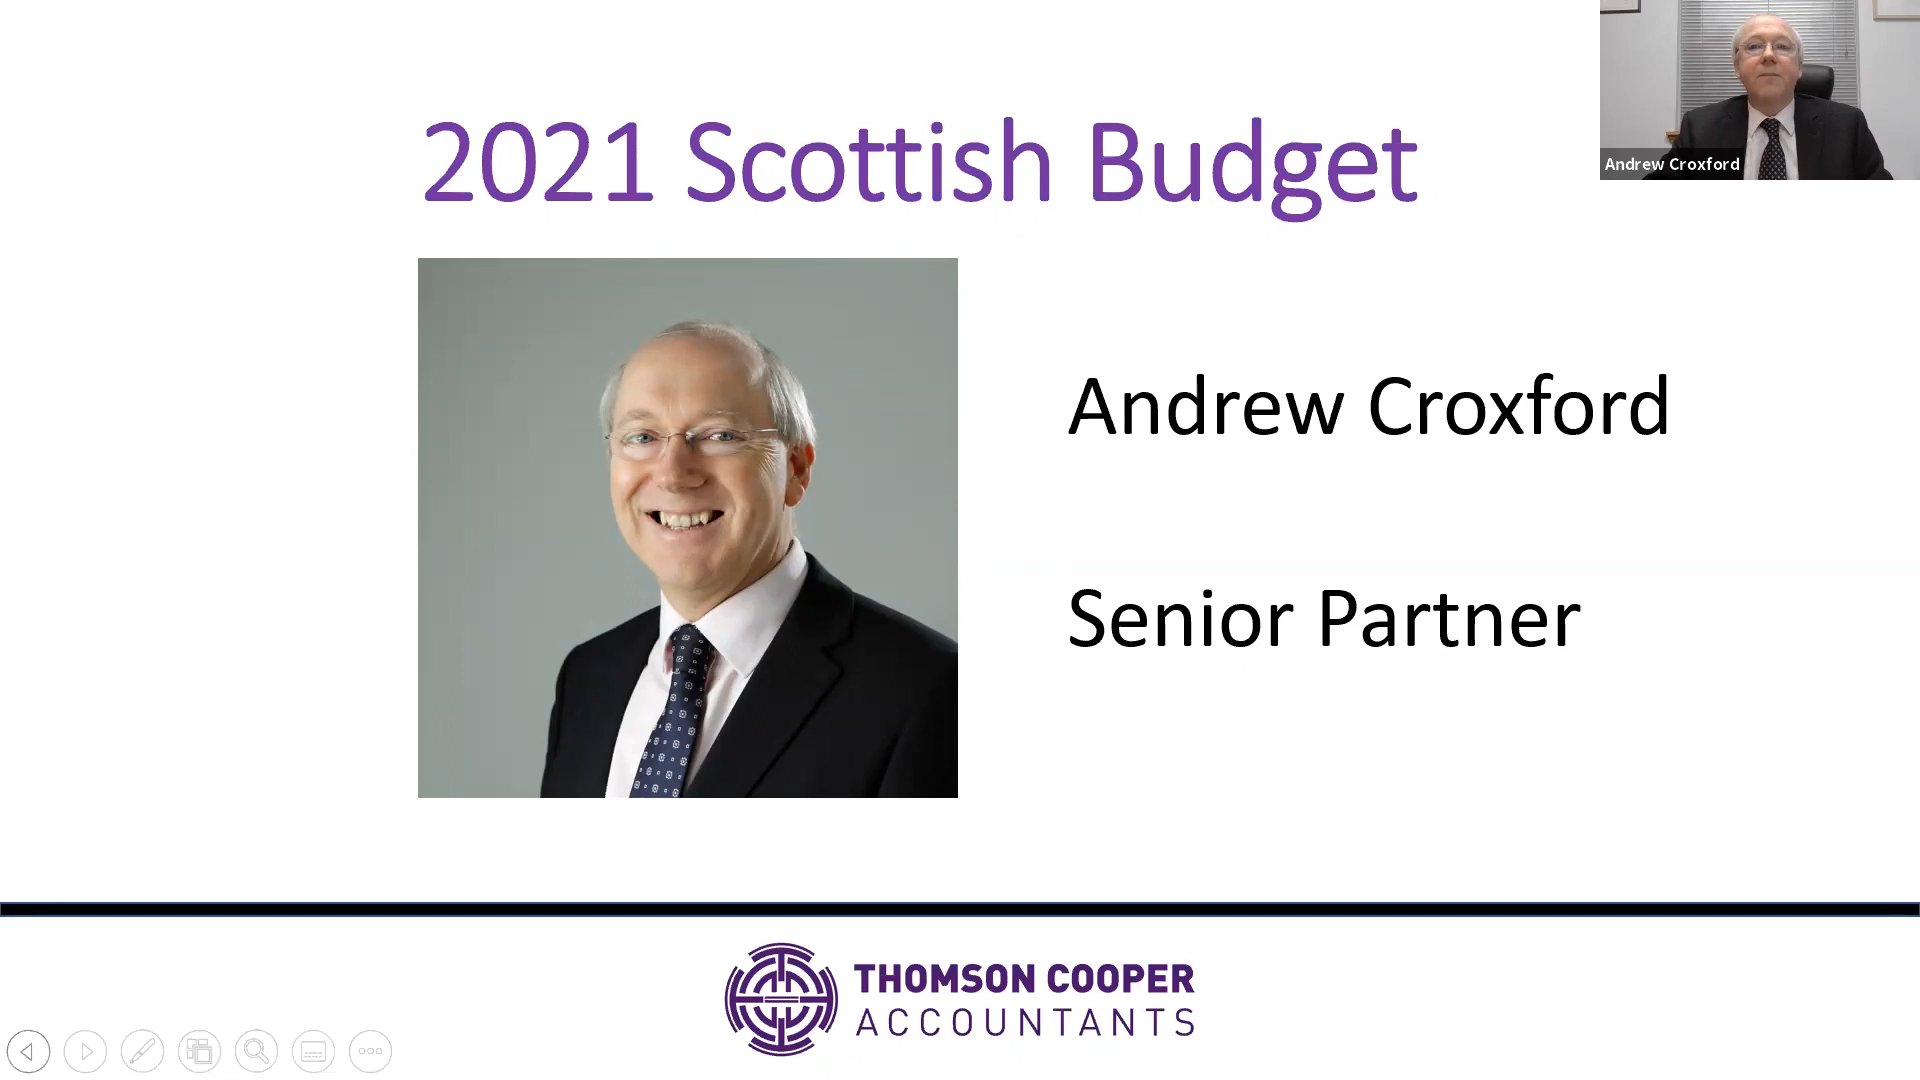 2021 Scottish Budget
Andrew Croxford
Andrew Croxford
Senior Partner
THOMSON COOPER
ACCOUNTANTS